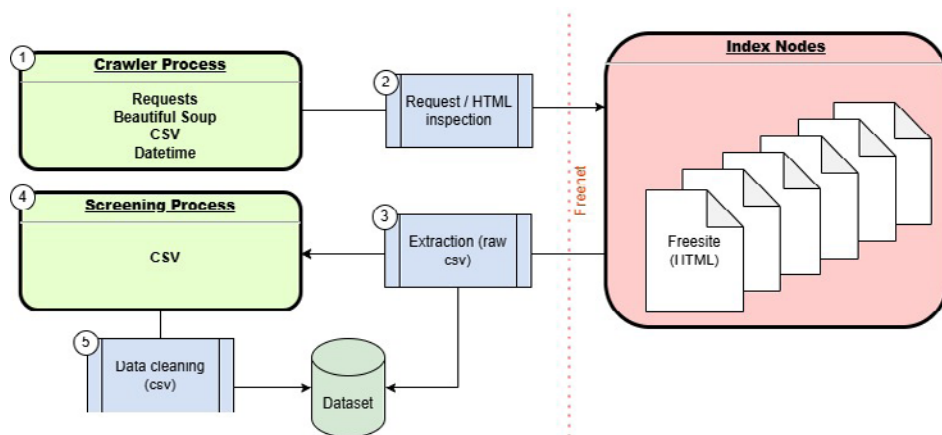 1
Crawler Process
Requests
Beautiful Soup
CSV
Datetime
2
Request / HTML
inspection
Index Nodes
Freesite
(HTML)
Freenet
4
Screening Process
CSV
3
Extraction (raw
csv)
5
Data cleaning
(csv)
Dataset